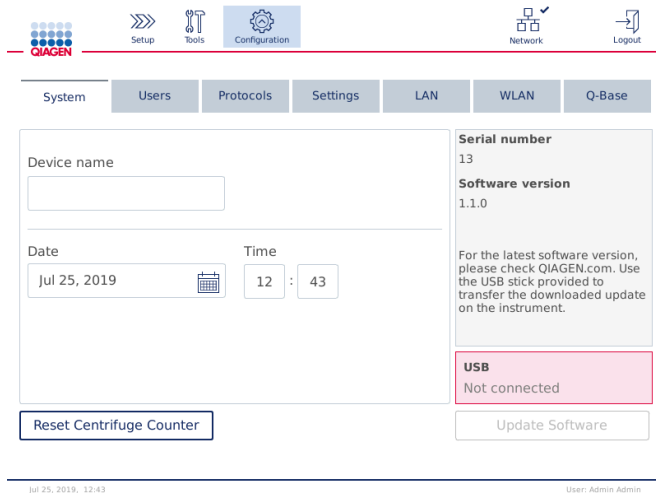 QIAGEN
Setup
Tools
Configuration
Network
Logout
System
Users
Protocols
Settings
LAN
WLAN
Q-Base
Device name
Date
Time
Jul 25, 2019
12 : 43
Serial number
13
Software version
1.1.0
For the latest software version,
please check QIAGEN.com. Use
the USB stick provided to
transfer the downloaded update
on the instrument.
USB
Not connected
Reset Centrifuge Counter
Update Software
Jul 25, 2019, 12:43
User: Admin Admin